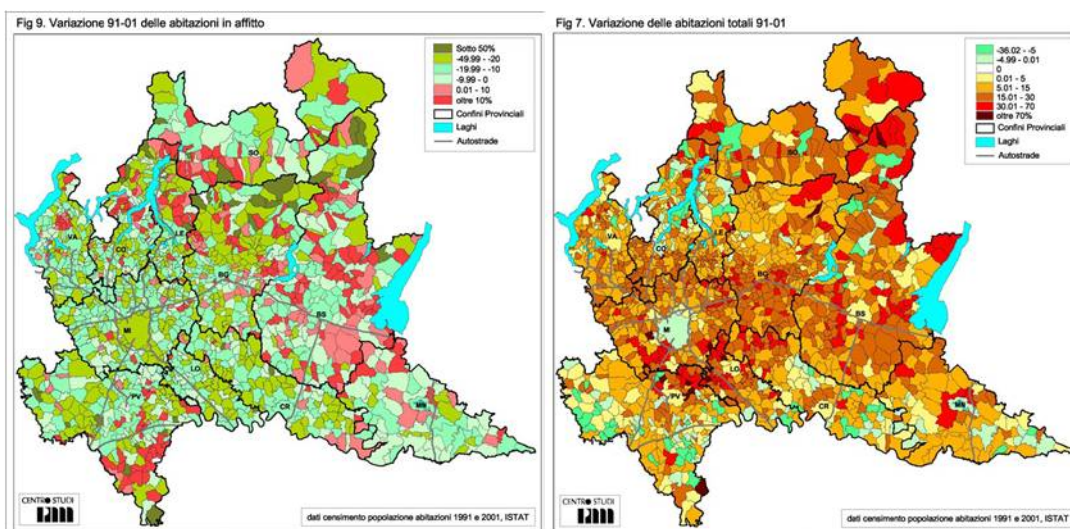 Fig 9. Variazione 91-01 delle abitazioni in affitto
Sotto 50%
-49.99 - -20
-19.99 - -10
-9.99 - 0
0.01 - 10
oltre 10%
Confini Provinciali
Laghi
Autostrade
SO
VA
CO
LE
BG
BS
MI
LO
PV
CR
MN
CENTRO STUDI
dati censimento popolazione abitazioni 1991 e 2001, ISTAT
Fig 7. Variazione delle abitazioni totali 91-01
-36.02 - -5
-4.99 - 0.01
0
0.01 - 5
5.01 - 15
15.01 - 30
30.01 - 70
oltre 70%
Confini Provinciali
Laghi
Autostrade
SO
VA
CO
LE
BG
BS
MI
LO
PV
CR
MN
CENTRO STUDI
dati censimento popolazione abitazioni 1991 e 2001, ISTAT